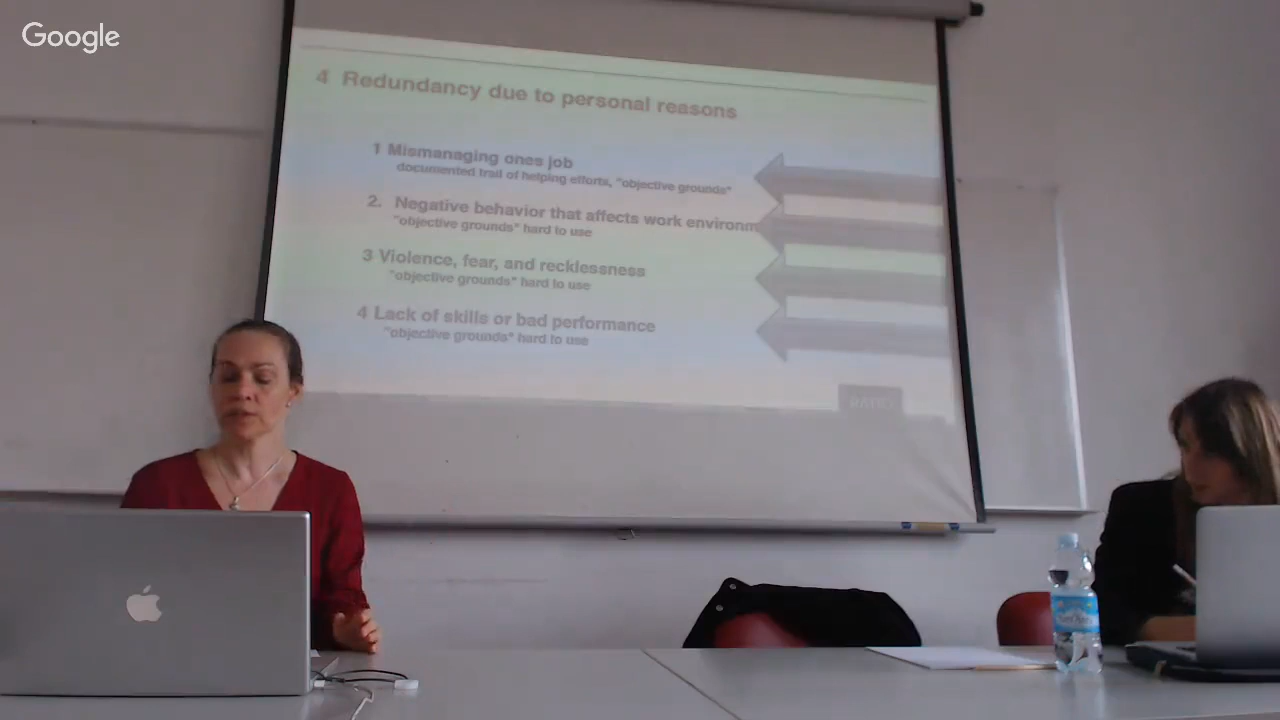 Google
4 Redundancy due to personal reasons
1 Mismanaging ones job
documented trail of helping efforts, "objective grounds"
2. Negative behavior that affects work environm
"objective grounds" hard to use
3 Violence, fear, and recklessness
"objective grounds" hard to use
4 Lack of skills or bad performance
"objective grounds" hard to use